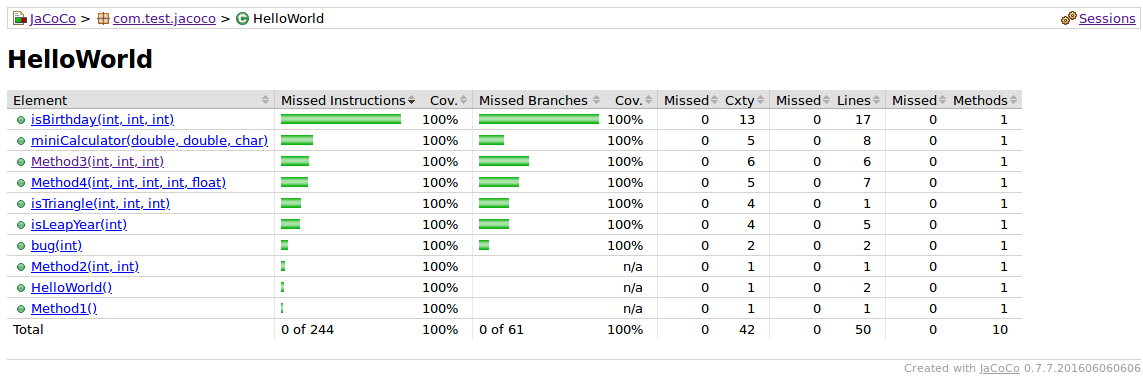 JaCoCo > com.test.jacoco > HelloWorld Sessions
HelloWorld
Element Missed Instructions Cov. Missed Branches Cov. Missed Cxty Missed Lines Missed Methods
isBirthday(int, int, int) 100% 100% 0 13 0 17 0 1
miniCalculator(double, double, char) 100% 100% 0 5 0 8 0 1
Method3(int, int, int) 100% 100% 0 6 0 6 0 1
Method4(int, int, int, int, float) 100% 100% 0 5 0 7 0 1
isTriangle(int, int, int) 100% 100% 0 4 0 1 0 1
isLeapYear(int) 100% 100% 0 4 0 5 0 1
bug(int) 100% 100% 0 2 0 2 0 1
Method2(int, int) 100% n/a 0 1 0 1 0 1
HelloWorld() 100% n/a 0 1 0 2 0 1
Method1() 100% n/a 0 1 0 1 0 1
Total 0 of 244 100% 0 of 61 100% 0 42 0 50 0 10
Created with JaCoCo 0.7.7.201606060606